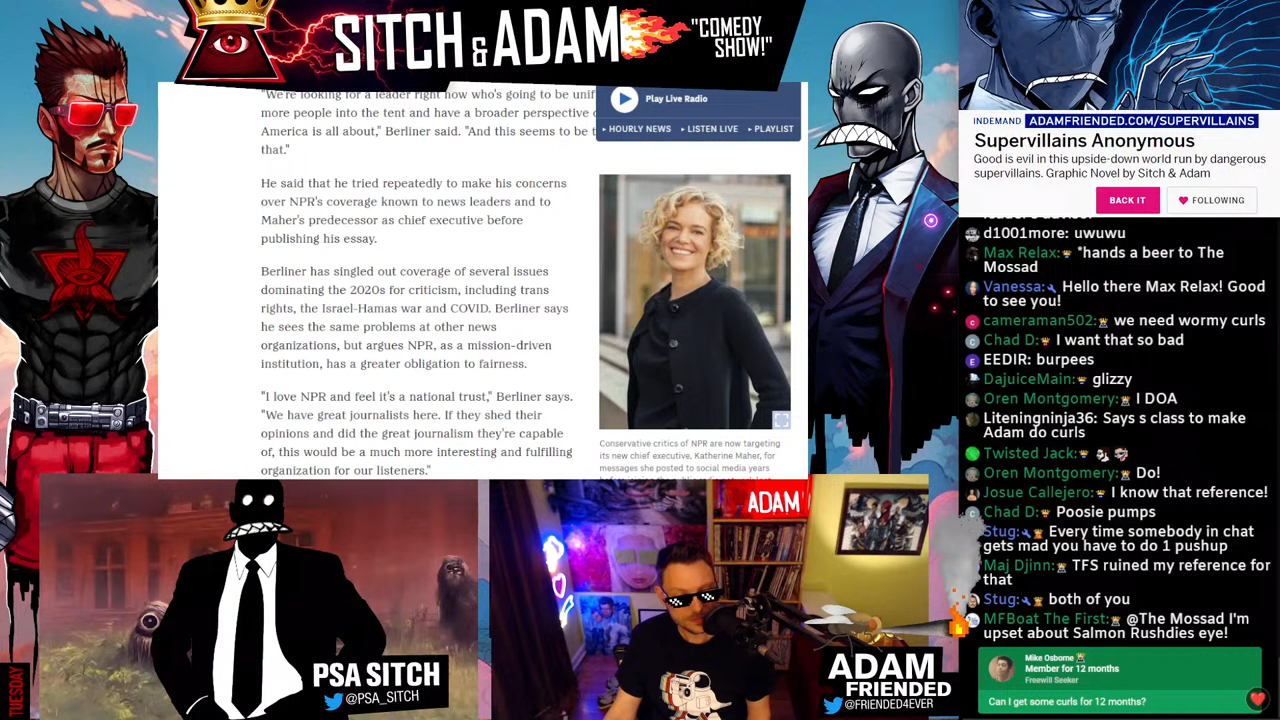 SITCH & ADAM
"COMEDY
SHOW!"
"We're looking for a leader right now who's going to be
more people into the tent and have a broader perspective
America is all about," Berliner said. "And this seems to be
that."
He said that he tried repeatedly to make his concerns
over NPR's coverage known to news leaders and to
Maher's predecessor as chief executive before
publishing his essay.
Berliner has singled out coverage of several issues
dominating the 2020s for criticism, including trans
rights, the Israel-Hamas war and COVID. Berliner says
he sees the same problems at other news
organizations, but argues NPR, as a mission-driven
institution, has a greater obligation to fairness.
"I love NPR and feel it's a national trust," Berliner says.
"We have great journalists here. If they shed their
opinions and did the great journalism they're capable
of, this would be a much more interesting and fulfilling
organization for our listeners."
Play Live Radio
HOURLY NEWS LISTEN LIVE PLAYLIST
Conservative critics of NPR are now targeting
its new chief executive, Katherine Maher, for
messages she posted to social media years
INDEMAND ADAMFRIENDED.COM/SUPERVILLAINS
Supervillains Anonymous
Good is evil in this upside-down world run by dangerous
supervillains. Graphic Novel by Sitch & Adam
BACK IT FOLLOWING
d1001more: uwuwu
Max Relax: *hands a beer to The
Mossad
Vanessa: Hello there Max Relax! Good
to see you!
cameraman502: we need wormy curls
Chad D: I want that so bad
EEDIR: burpees
DajuiceMain: glizzy
Oren Montgomery: I DOA
Liteningninja36: Says s class to make
Adam do curls
Twisted Jack:
Oren Montgomery: Do!
Josue Callejero: I know that reference!
Chad D: Poosie pumps
Stug: Every time somebody in chat
gets mad you have to do 1 pushup
Maj Djinn: TFS ruined my reference for
that
Stug: both of you
MFBoat The First: @The Mossad I'm
upset about Salmon Rushdies eye!
Mike Osborne
Member for 12 months
Freewill Seeker
Can I get some curls for 12 months?
TUESDAY
PSA SITCH
@PSA_SITCH
ADAM
ADAM
FRIENDED
@FRIENDED4EVER